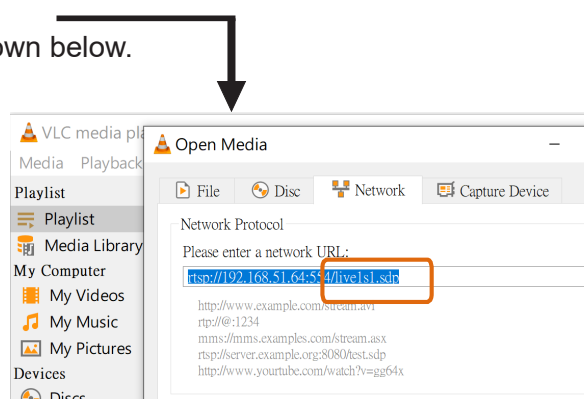 own below.
VLC media pla
Open Media
Media Playback
File Disc Network Capture Device
Playlist
Playlist
Media Library
My Computer
My Videos
My Music
My Pictures
Devices
Discs
Network Protocol
Please enter a network URL:
rtsp://192.168.51.64:554/live1s1.sdp
http://www.example.com/stream.avi
rtp://@:1234
mms://mms.examples.com/stream.asx
rtsp://server.example.org:8080/test.sdp
http://www.yourtube.com/watch?v=gg64x